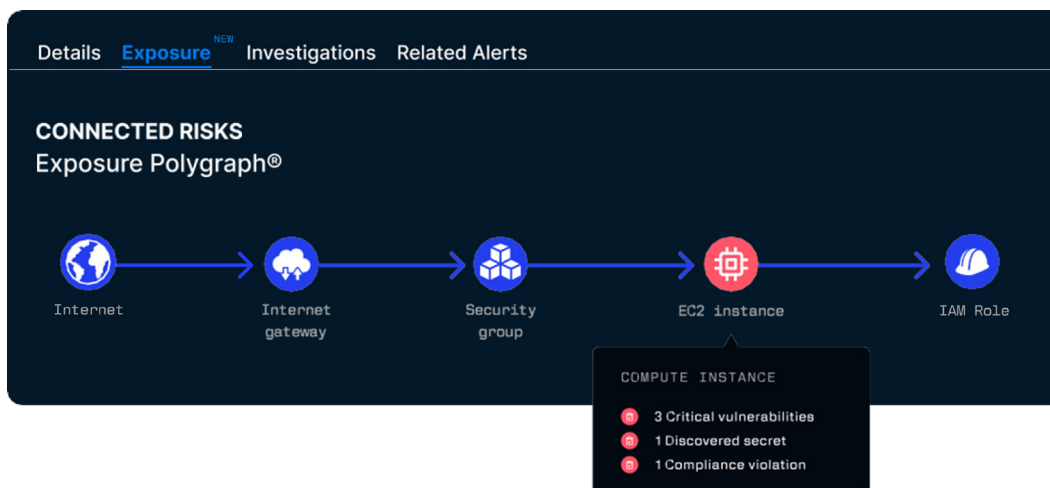 Details Exposure NEW Investigations Related Alerts
CONNECTED RISKS
Exposure Polygraph®
Internet
Internet
gateway
Security
group
EC2 instance
IAM Role
COMPUTE INSTANCE
3 Critical vulnerabilities
1 Discovered secret
1 Compliance violation